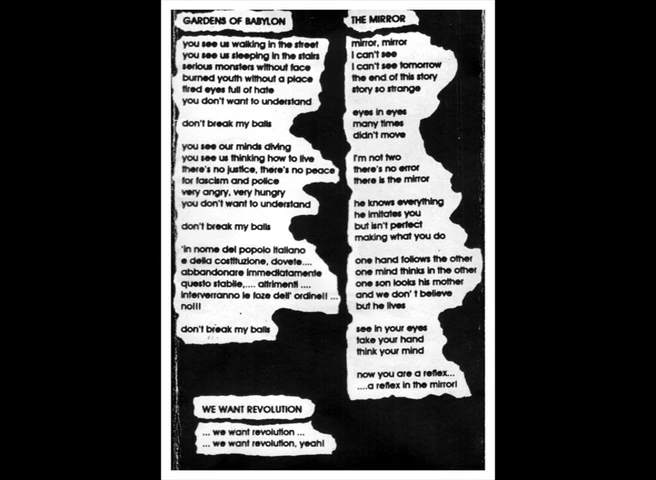 GARDENS OF BABYLON
you see us walking in the street
you see us sleeping in the stairs
serious monsters without face
burned youth without a place
tired eyes full of hate
you don't want to understand
don't break my balls
you see our minds diving
you see us thinking how to live
there's no justice, there's no peace
for fascism and police
very angry, very hungry
you don't want to understand
don't break my balls
'in nome del popolo italiano
e della costituzione, dovete....
abbandonare immediatamente
questo stabile,.... altrimenti ....
interverranno le foze dell' ordine!! ...
no!!!
don't break my balls
WE WANT REVOLUTION
... we want revolution ...
... we want revolution, yeah!
THE MIRROR
mirror, mirror
i can't see
i can't see tomorrow
the end of this story
story so strange
eyes in eyes
many times
didn't move
i'm not two
there's no error
there is the mirror
he knows everything
he imitates you
but isn't perfect
making what you do
one hand follows the other
one mind thinks in the other
one son looks his mother
and we don' t believe
but he lives
see in your eyes
take your hand
think your mind
now you are a reflex...
....a reflex in the mirror!